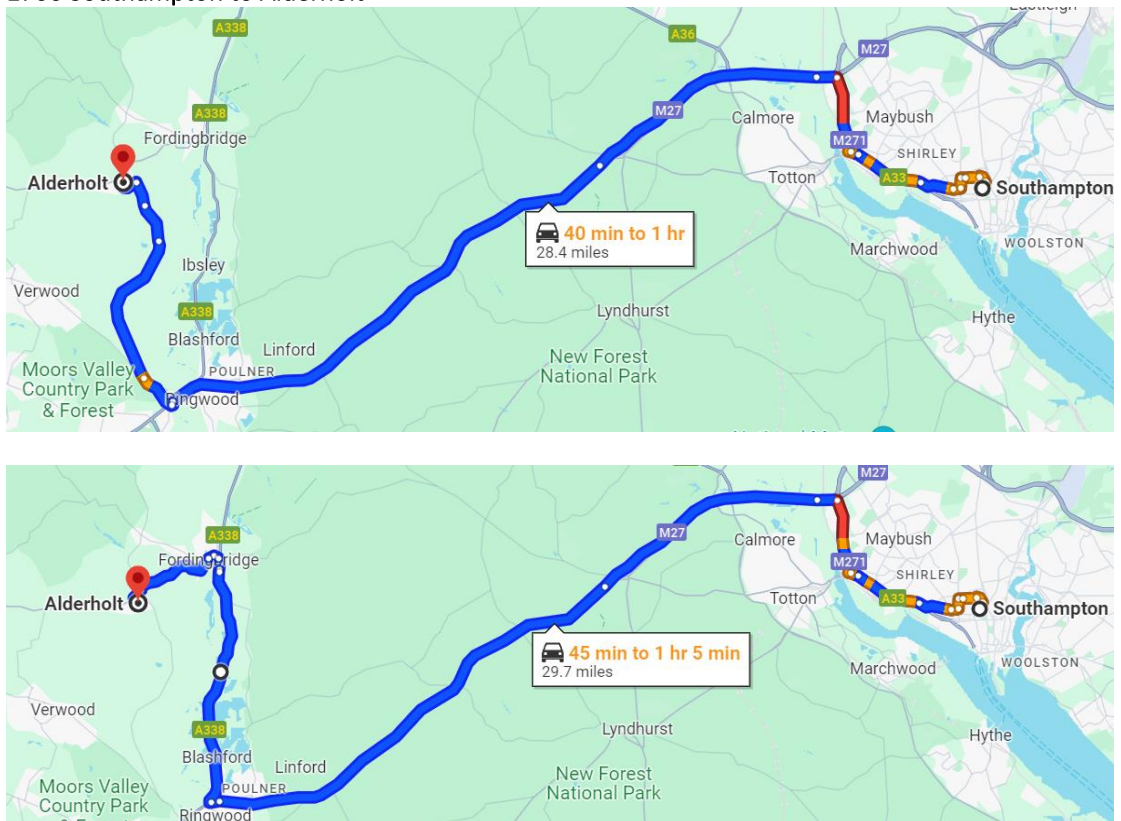 Southampton to Alderholt
A338
A36
M27
A338
Fordingbridge
M27
Calmore
Maybush
M271
SHIRLEY
Alderholt
Totton
A33
Southampton
40 min to 1 hr
28.4 miles
Marchwood
WOOLSTON
Ibsley
Verwood
A338
Lyndhurst
Hythe
Blashford
Linford
POULNER
New Forest
National Park
Moors Valley
Country Park
& Forest
Ringwood
M27
A338
Fordingbridge
M27
Calmore
Maybush
M271
SHIRLEY
Alderholt
Totton
A33
Southampton
45 min to 1 hr 5 min
29.7 miles
Marchwood
WOOLSTON
Verwood
A338
Lyndhurst
Hythe
Blashford
Linford
POULNER
New Forest
National Park
Moors Valley
Country Park
Ringwood